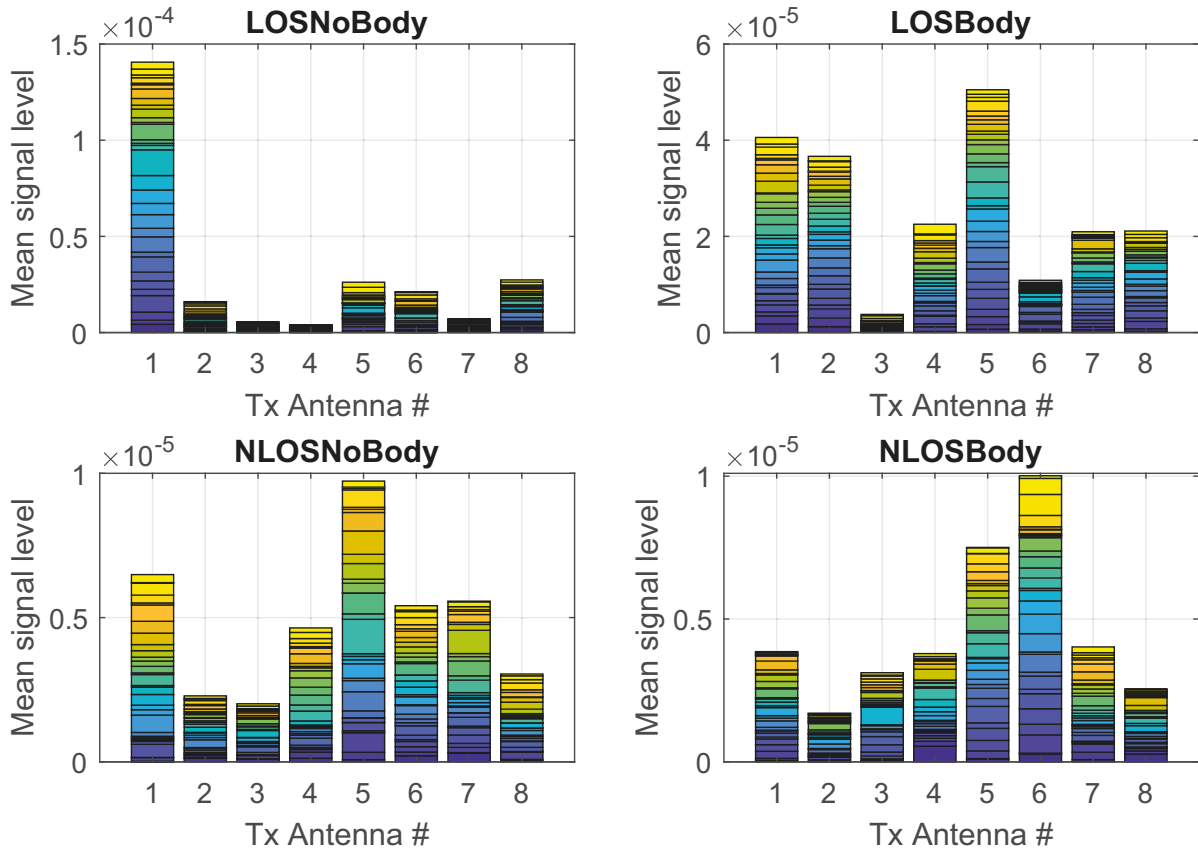 LOSNoBody
×10-4
Mean signal level
1.5
1
0.5
0
1 2 3 4 5 6 7 8
Tx Antenna #
LOSBody
×10-5
Mean signal level
6
4
2
0
1 2 3 4 5 6 7 8
Tx Antenna #
NLOSNoBody
×10-5
Mean signal level
1
0.5
0
1 2 3 4 5 6 7 8
Tx Antenna #
NLOSBody
×10-5
Mean signal level
1
0.5
0
1 2 3 4 5 6 7 8
Tx Antenna #